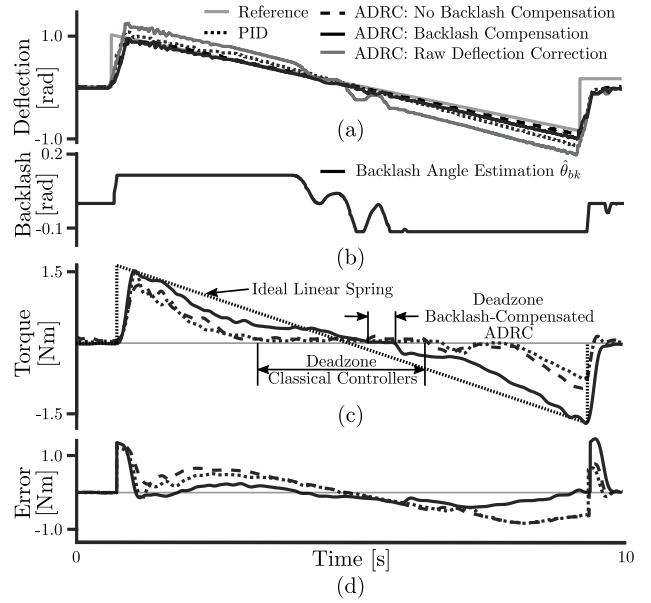 Reference
PID
ADRC: No Backlash Compensation
ADRC: Backlash Compensation
ADRC: Raw Deflection Correction
Deflection
[rad]
1.0
-1.0
(a)
Backlash
[rad]
0.2
-0.1
Backlash Angle Estimation θ̂bk
(b)
Torque
[Nm]
1.5
-1.5
Ideal Linear Spring
Deadzone
Backlash-Compensated
ADRC
Deadzone
Classical Controllers
(c)
Error
[Nm]
1.0
-1.0
0
Time [s]
10
(d)